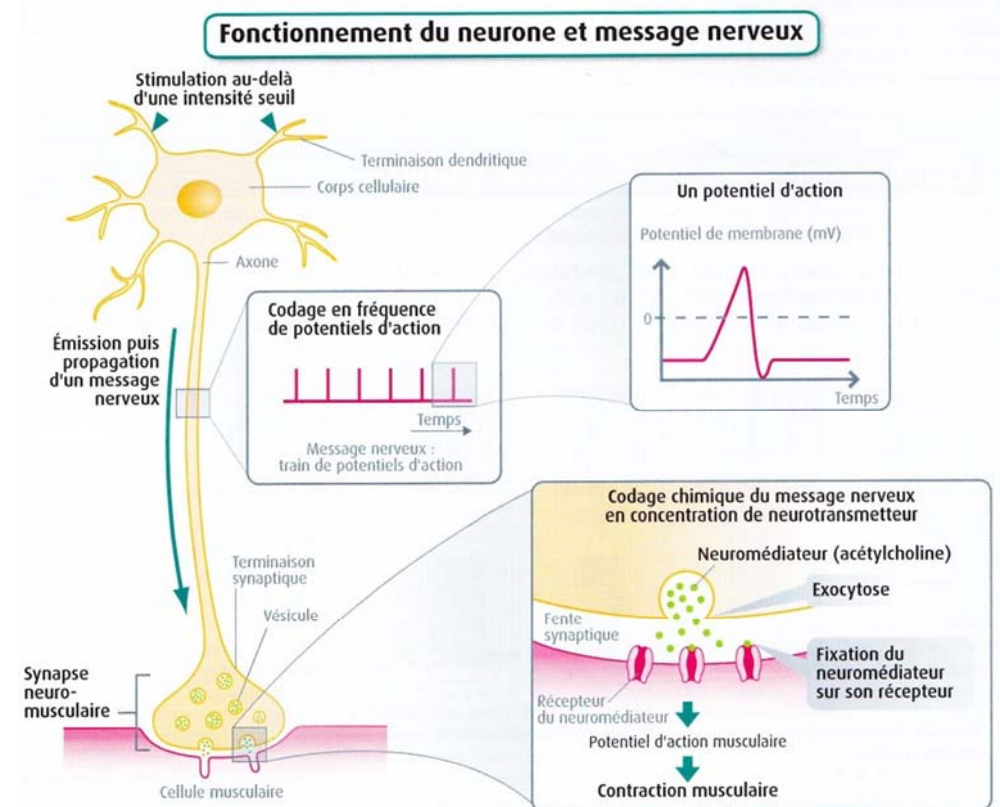 Fonctionnement du neurone et message nerveux
Stimulation au-delà
d'une intensité seuil
Terminaison dendritique
Corps cellulaire
Axone
Émission puis
propagation
d'un message
nerveux
Codage en fréquence
de potentiels d'action
Temps
Message nerveux :
train de potentiels d'action
Un potentiel d'action
Potentiel de membrane (mV)
0
Temps
Terminaison
synaptique
Vésicule
Synapse
neuro-
musculaire
Cellule musculaire
Codage chimique du message nerveux
en concentration de neurotransmetteur
Neuromédiateur (acétylcholine)
Exocytose
Fente
synaptique
Fixation du
neuromédiateur
sur son récepteur
Récepteur
du neuromédiateur
Potentiel d'action musculaire
Contraction musculaire